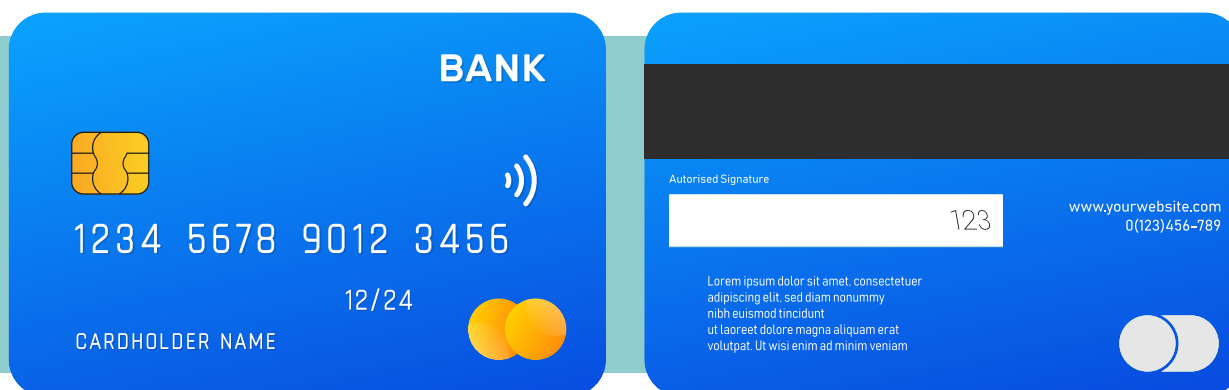 BANK
1234 5678 9012 3456
12/24
CARDHOLDER NAME
Autorised Signature
123
www.yourwebsite.com
0(123)456-789
Lorem ipsum dolor sit amet. consectetuer
adipiscing elit. sed diam nonummy
nibh euismod tincidunt
ut laoreet dolore magna aliquam erat
volutpat. Ut wisi enim ad minim veniam